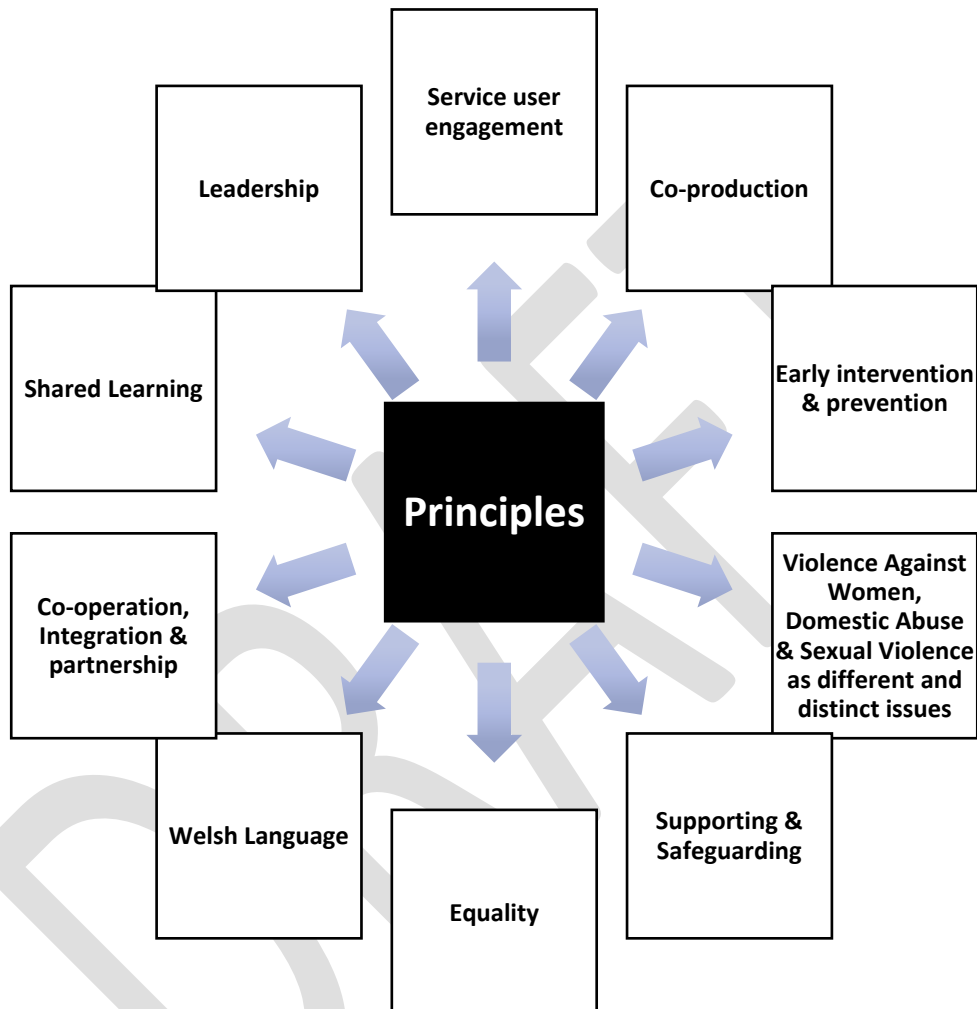 Service user
engagement
Leadership
Co-production
Shared Learning
Early intervention
& prevention
Principles
Co-operation,
Integration &
partnership
Violence Against
Women,
Domestic Abuse
& Sexual Violence
as different and
distinct issues
Welsh Language
Supporting &
Safeguarding
Equality
DRAFT